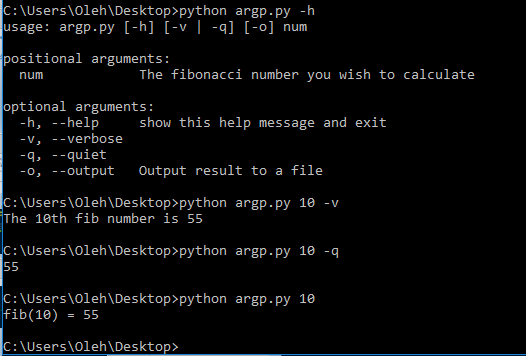 C:\Users\Oleh\Desktop>python argp.py -h
usage: argp.py [-h] [-v | -q] [-o] num
positional arguments:
  num            The fibonacci number you wish to calculate
optional arguments:
  -h, --help     show this help message and exit
  -v, --verbose
  -q, --quiet
  -o, --output   Output result to a file
C:\Users\Oleh\Desktop>python argp.py 10 -v
The 10th fib number is 55
C:\Users\Oleh\Desktop>python argp.py 10 -q
55
C:\Users\Oleh\Desktop>python argp.py 10
fib(10) = 55
C:\Users\Oleh\Desktop>